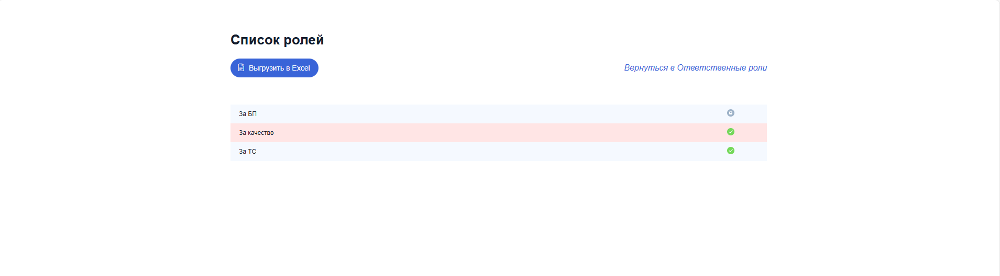 Список ролей
Выгрузить в Excel
Вернуться в Ответственные роли
За БП
За качество
За ТС